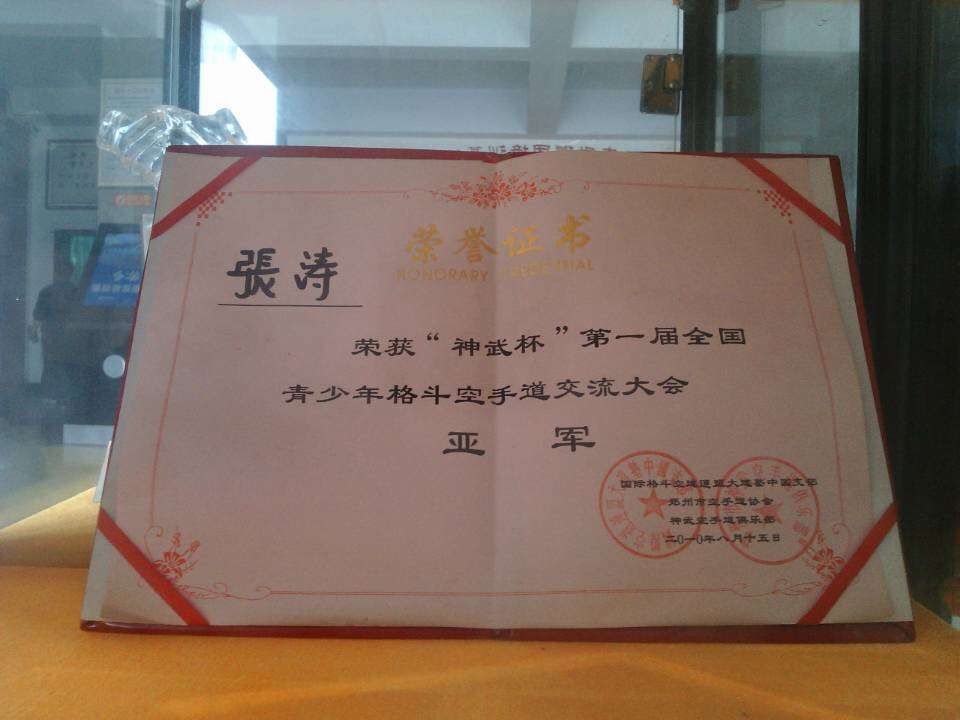 荣誉证书
HONORARY CREDENTIAL
張涛
荣获“神武杯”第一届全国
青少年格斗空手道交流大会
亚 军
国际格斗空道连盟大道塾中国支部
郑州市空手道协会
神武空手道俱乐部
二〇一〇年八月十五日